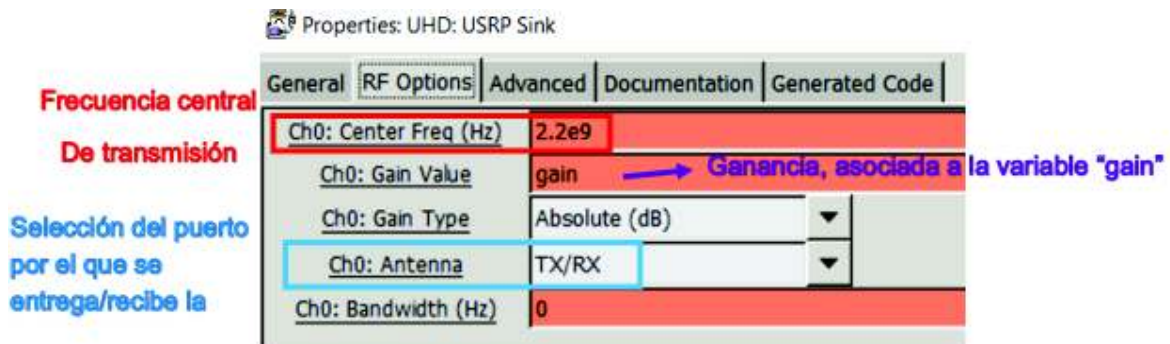 Properties: UHD: USRP Sink
General RF Options Advanced Documentation Generated Code
Frecuencia central
De transmisión
Ch0: Center Freq (Hz) 2.2e9
Ch0: Gain Value gain Ganancia, asociada a la variable “gain”
Ch0: Gain Type Absolute (dB)
Selección del puerto
por el que se
entrega/recibe la
Ch0: Antenna TX/RX
Ch0: Bandwidth (Hz) 0